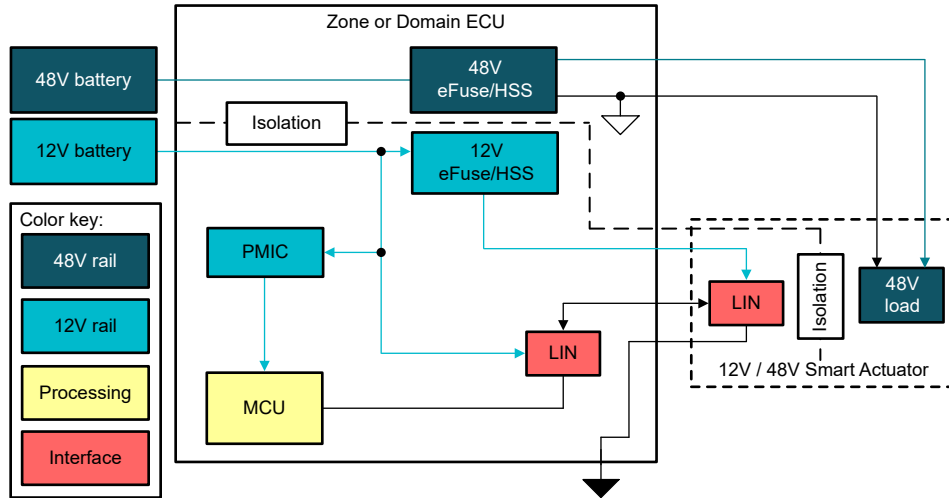 Zone or Domain ECU
48V battery
48V
eFuse/HSS
Isolation
12V battery
12V
eFuse/HSS
Color key:
48V rail
12V rail
Processing
Interface
PMIC
MCU
LIN
LIN
Isolation
48V
load
12V / 48V Smart Actuator